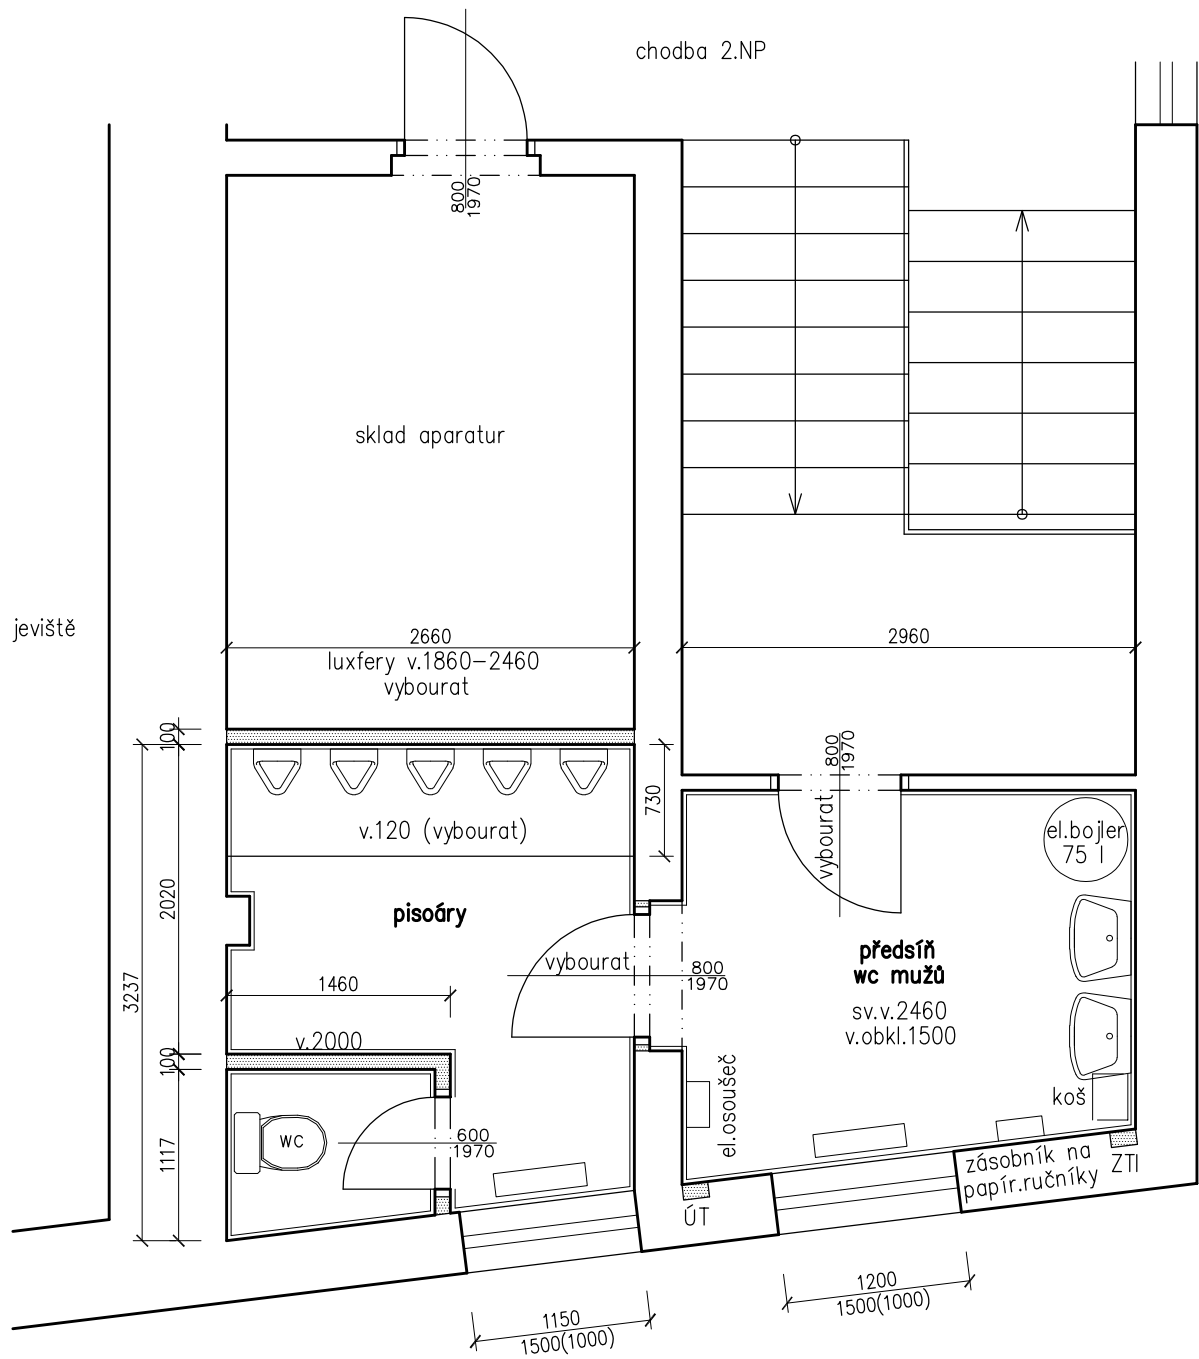 chodba 2.NP
800
1970
sklad aparatur
jeviště
2660
2960
luxfery v.1860-2460
vybourat
100
800
1970
vybourat
730
v.120 (vybourat)
el.bojler
75 l
2020
3237
pisoáry
předsíň
wc mužů
vybourat
800
1970
1460
sv.v.2460
v.obkl.1500
v.2000
100
el.osoušeč
koš
1117
WC
600
1970
zásobník na
papír.ručníky
ZTI
ÚT
1200
1500(1000)
1150
1500(1000)